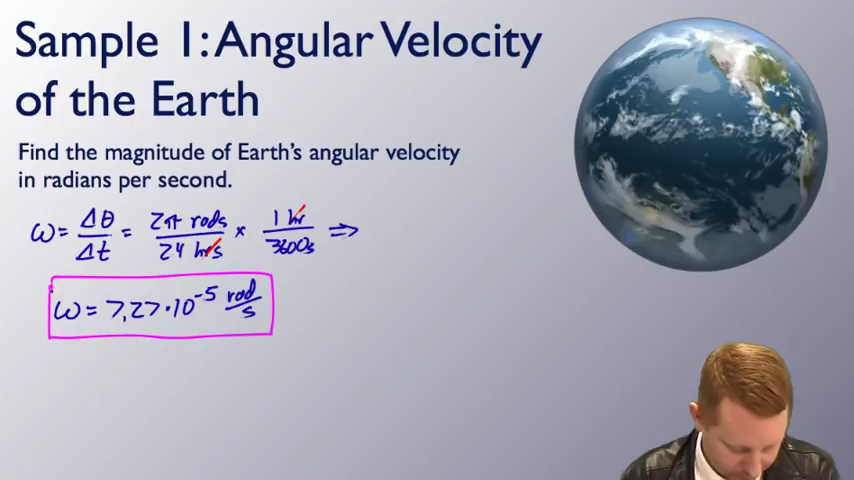 Sample 1: Angular Velocity
of the Earth
Find the magnitude of Earth's angular velocity
in radians per second.
ω = Δθ/Δt = 2π rods/24 hrs × 1 hr/3600s ⇒
ω = 7,27·10^-5 rad/s